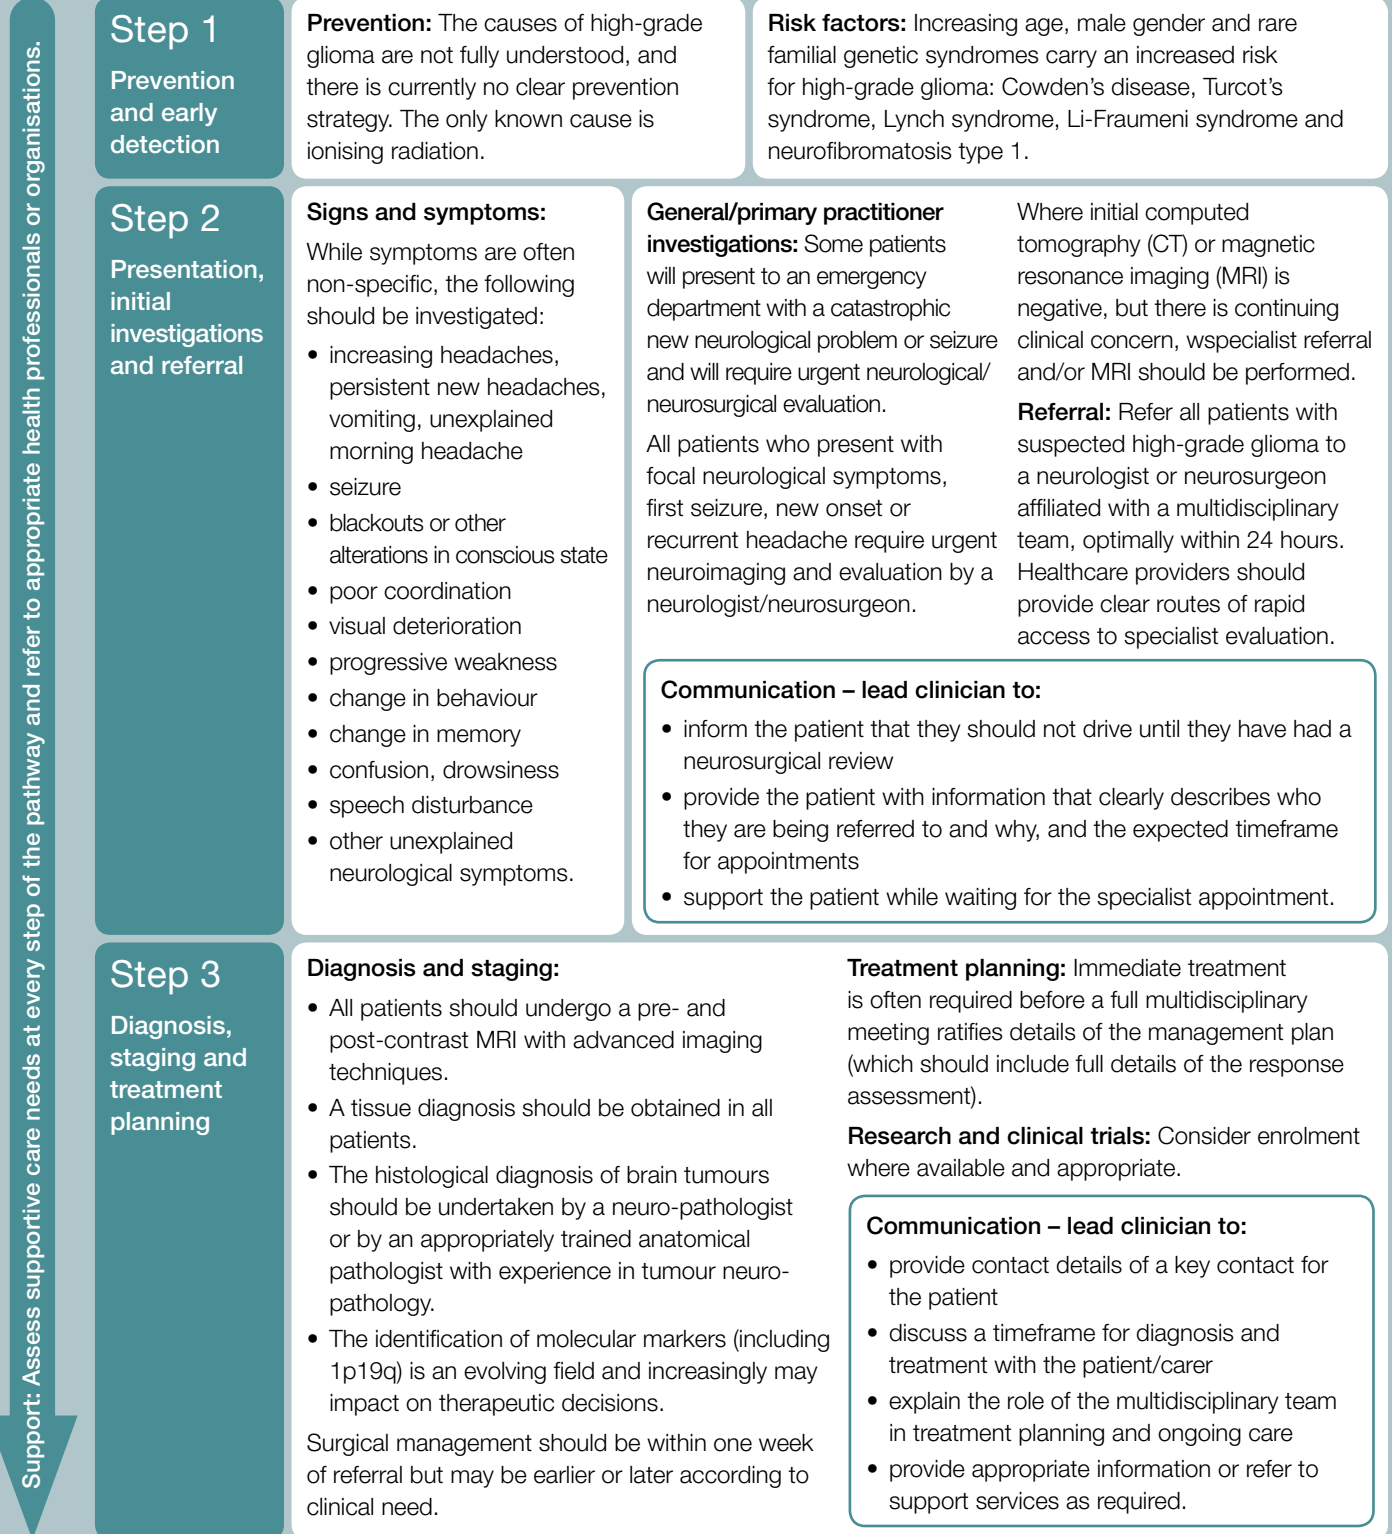 Support: Assess supportive care needs at every step of the pathway and refer to appropriate health professionals or organisations.
Step 1
Prevention
and early
detection
Prevention: The causes of high-grade
glioma are not fully understood, and
there is currently no clear prevention
strategy. The only known cause is
ionising radiation.
Risk factors: Increasing age, male gender and rare
familial genetic syndromes carry an increased risk
for high-grade glioma: Cowden’s disease, Turcot’s
syndrome, Lynch syndrome, Li-Fraumeni syndrome and
neurofibromatosis type 1.
Step 2
Presentation,
initial
investigations
and referral
Signs and symptoms:
While symptoms are often
non-specific, the following
should be investigated:
• increasing headaches,
persistent new headaches,
vomiting, unexplained
morning headache
• seizure
• blackouts or other
alterations in conscious state
• poor coordination
• visual deterioration
• progressive weakness
• change in behaviour
• change in memory
• confusion, drowsiness
• speech disturbance
• other unexplained
neurological symptoms.
General/primary practitioner
investigations: Some patients
will present to an emergency
department with a catastrophic
new neurological problem or seizure
and will require urgent neurological/
neurosurgical evaluation.
All patients who present with
focal neurological symptoms,
first seizure, new onset or
recurrent headache require urgent
neuroimaging and evaluation by a
neurologist/neurosurgeon.
Where initial computed
tomography (CT) or magnetic
resonance imaging (MRI) is
negative, but there is continuing
clinical concern, wspecialist referral
and/or MRI should be performed.
Referral: Refer all patients with
suspected high-grade glioma to
a neurologist or neurosurgeon
affiliated with a multidisciplinary
team, optimally within 24 hours.
Healthcare providers should
provide clear routes of rapid
access to specialist evaluation.
Communication – lead clinician to:
• inform the patient that they should not drive until they have had a
neurosurgical review
• provide the patient with information that clearly describes who
they are being referred to and why, and the expected timeframe
for appointments
• support the patient while waiting for the specialist appointment.
Step 3
Diagnosis,
staging and
treatment
planning
Diagnosis and staging:
• All patients should undergo a pre- and
post-contrast MRI with advanced imaging
techniques.
• A tissue diagnosis should be obtained in all
patients.
• The histological diagnosis of brain tumours
should be undertaken by a neuro-pathologist
or by an appropriately trained anatomical
pathologist with experience in tumour neuro-
pathology.
• The identification of molecular markers (including
1p19q) is an evolving field and increasingly may
impact on therapeutic decisions.
Surgical management should be within one week
of referral but may be earlier or later according to
clinical need.
Treatment planning: Immediate treatment
is often required before a full multidisciplinary
meeting ratifies details of the management plan
(which should include full details of the response
assessment).
Research and clinical trials: Consider enrolment
where available and appropriate.
Communication – lead clinician to:
• provide contact details of a key contact for
the patient
• discuss a timeframe for diagnosis and
treatment with the patient/carer
• explain the role of the multidisciplinary team
in treatment planning and ongoing care
• provide appropriate information or refer to
support services as required.